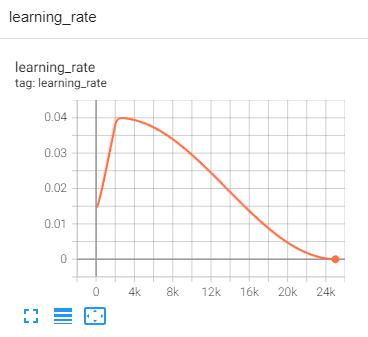 learning_rate
learning_rate
tag: learning_rate
0.04
0.03
0.02
0.01
0
0 4k 8k 12k 16k 20k 24k